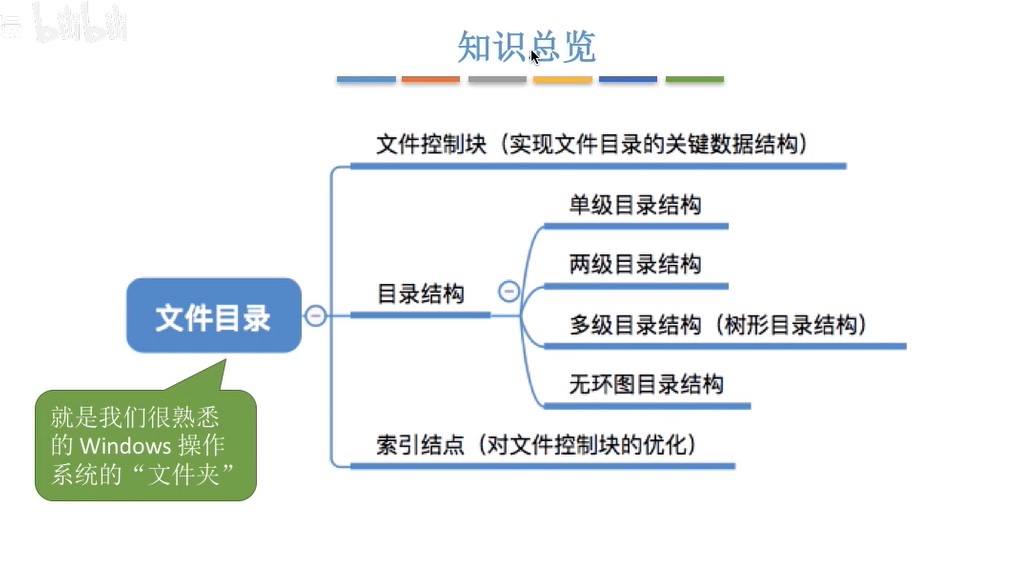 bilibili
知识总览
文件控制块（实现文件目录的关键数据结构）
单级目录结构
两级目录结构
文件目录
目录结构
多级目录结构（树形目录结构）
无环图目录结构
就是我们很熟悉
的 Windows 操作
系统的“文件夹”
索引结点（对文件控制块的优化）